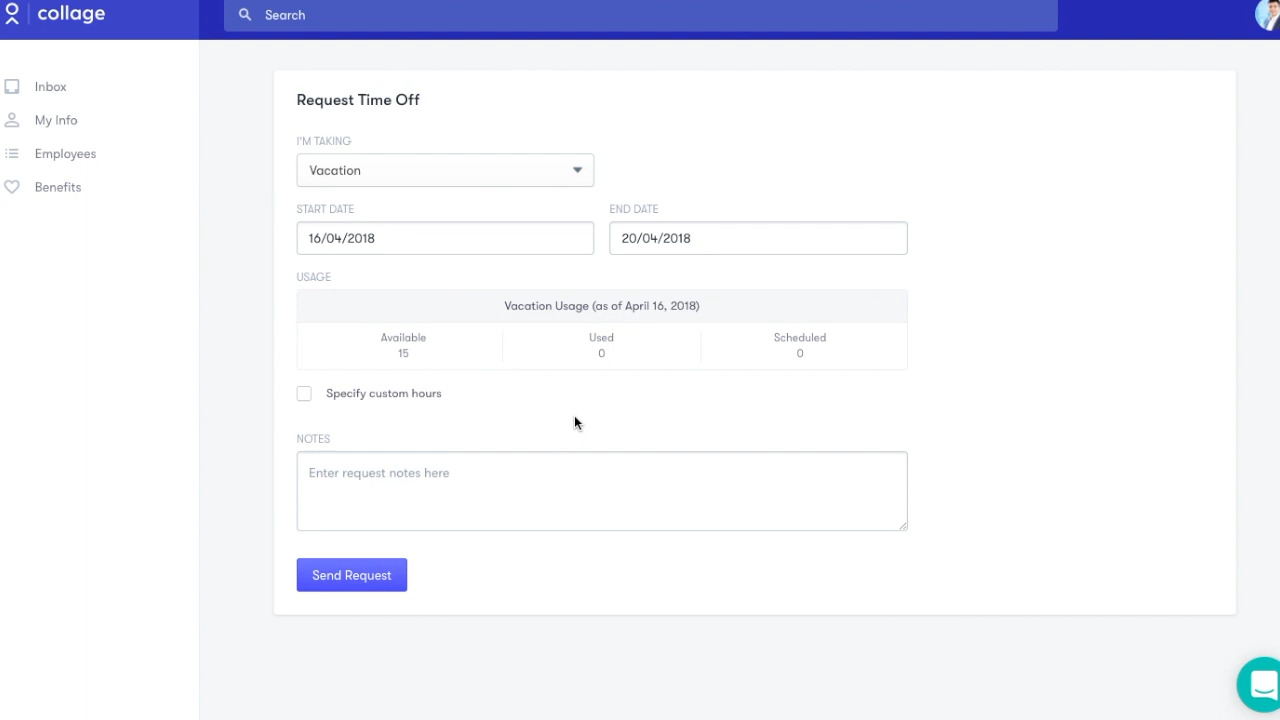 collage
Search
Inbox
My Info
Employees
Benefits
Request Time Off
I'M TAKING
Vacation
START DATE
END DATE
16/04/2018
20/04/2018
USAGE
Vacation Usage (as of April 16, 2018)
Available
Used
Scheduled
15
0
0
Specify custom hours
NOTES
Enter request notes here
Send Request